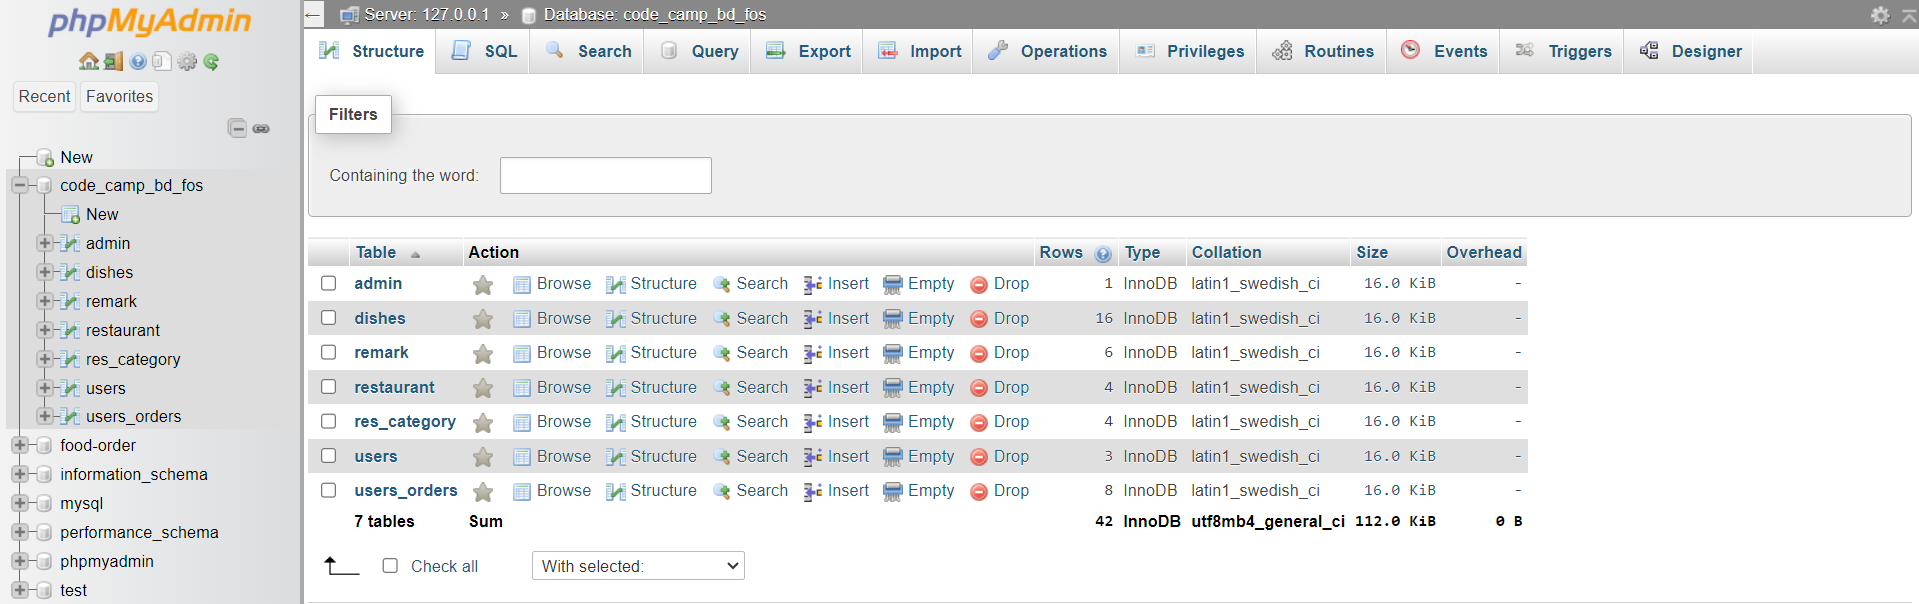 phpMyAdmin
Recent Favorites
New
code_camp_bd_fos
New
admin
dishes
remark
restaurant
res_category
users
users_orders
food-order
information_schema
mysql
performance_schema
phpmyadmin
test
Server: 127.0.0.1 » Database: code_camp_bd_fos
Structure SQL Search Query Export Import Operations Privileges Routines Events Triggers Designer
Filters
Containing the word:
Table Action Rows Type Collation Size Overhead
admin Browse Structure Search Insert Empty Drop 1 InnoDB latin1_swedish_ci 16.0 KiB -
dishes Browse Structure Search Insert Empty Drop 16 InnoDB latin1_swedish_ci 16.0 KiB -
remark Browse Structure Search Insert Empty Drop 6 InnoDB latin1_swedish_ci 16.0 KiB -
restaurant Browse Structure Search Insert Empty Drop 4 InnoDB latin1_swedish_ci 16.0 KiB -
res_category Browse Structure Search Insert Empty Drop 4 InnoDB latin1_swedish_ci 16.0 KiB -
users Browse Structure Search Insert Empty Drop 3 InnoDB latin1_swedish_ci 16.0 KiB -
users_orders Browse Structure Search Insert Empty Drop 8 InnoDB latin1_swedish_ci 16.0 KiB -
7 tables Sum 42 InnoDB utf8mb4_general_ci 112.0 KiB 0 B
Check all With selected: